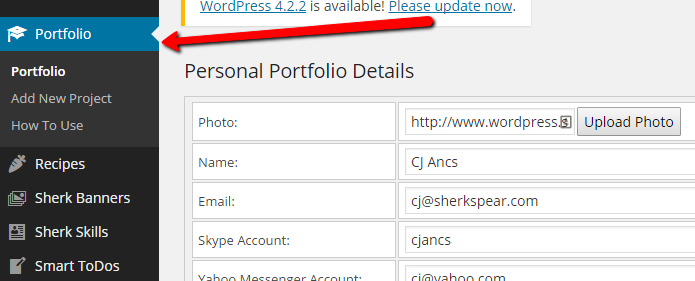 WordPress 4.2.2 is available! Please update now.
Portfolio
Portfolio
Add New Project
How To Use
Recipes
Sherk Banners
Sherk Skills
Smart ToDos
Personal Portfolio Details
Photo: http://www.wordpress.s Upload Photo
Name: CJ Ancs
Email: cj@sherkspear.com
Skype Account: cjancs
Yahoo Messenger Account: cj@yahoo.com